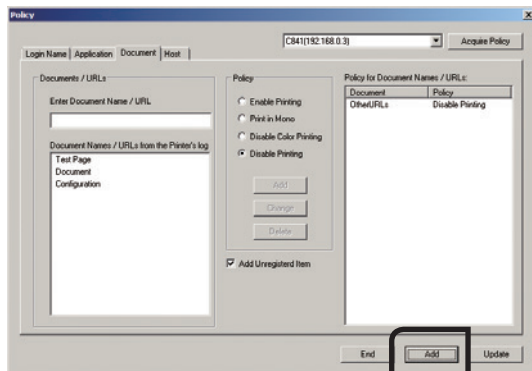 Policy
C841(192.168.0.3)
Acquire Policy
Login Name
Application
Document
Host
Documents / URLs
Enter Document Name / URL
Document Names / URLs from the Printer's log
Test Page
Document
Configuration
Policy
Enable Printing
Print in Mono
Disable Color Printing
Disable Printing
Add
Change
Delete
Add Unregisterd Item
Policy for Document Names / URLs:
Document Policy
OtherURLs Disable Printing
End
Add
Update